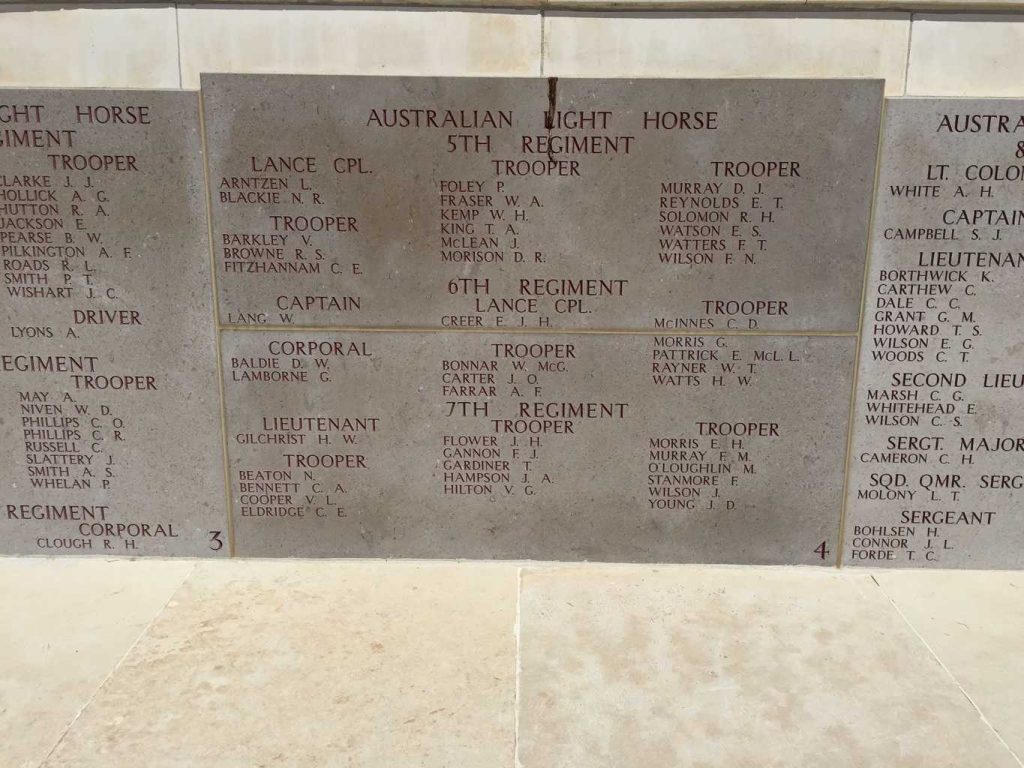 GHT HORSE
GIMENT
TROOPER
CLARKE J. J.
HOLLICK A. G.
HUTTON R. A.
JACKSON E.
PEARSE B. W.
PILKINGTON A. F.
ROADS R. L.
SMITH P. T.
WISHART J. C.
DRIVER
LYONS A.
REGIMENT
TROOPER
MAY A.
NIVEN W. D.
PHILLIPS C. O.
PHILLIPS C. R.
RUSSELL C.
SLATTERY J.
SMITH A. S.
WHELAN P.
REGIMENT
CORPORAL
CLOUGH R. H.
3
AUSTRALIAN LIGHT HORSE
5TH REGIMENT
LANCE CPL.
ARNTZEN L.
BLACKIE N. R.
TROOPER
BARKLEY V.
BROWNE R. S.
FITZHANNAM C. E.
TROOPER
FOLEY P.
FRASER W. A.
KEMP W. H.
KING T. A.
McLEAN J.
MORISON D. R.
TROOPER
MURRAY D. J.
REYNOLDS E. T.
SOLOMON R. H.
WATSON E. S.
WATTERS F. T.
WILSON F. N.
6TH REGIMENT
CAPTAIN
LANG W.
CORPORAL
BALDIE D. W.
LAMBORNE G.
LANCE CPL.
CREER E. J. H.
TROOPER
BONNAR W. McG.
CARTER J. O.
FARRAR A. F.
TROOPER
McINNES C. D.
MORRIS G.
PATTRICK E. McL. L.
RAYNER W. T.
WATTS H. W.
7TH REGIMENT
LIEUTENANT
GILCHRIST H. W.
TROOPER
BEATON N.
BENNETT C. A.
COOPER V. L.
ELDRIDGE C. E.
TROOPER
FLOWER J. H.
GANNON F. J.
GARDINER T.
HAMPSON J. A.
HILTON V. G.
TROOPER
MORRIS E. H.
MURRAY F. M.
O'LOUGHLIN M.
STANMORE F.
WILSON J.
YOUNG J. D.
4
AUSTRA
8
LT. COLO
WHITE A. H.
CAPTAIN
CAMPBELL S. J.
LIEUTENAN
BORTHWICK K.
CARTHEW C.
DALE C. C.
GRANT G. M.
HOWARD T. S.
WILSON E. G.
WOODS C. T.
SECOND LIEU
MARSH C. G.
WHITEHEAD E.
WILSON C. S.
SERGT. MAJOR
CAMERON C. H.
SQD. QMR. SERG
MOLONY L. T.
SERGEANT
BOHLSEN H.
CONNOR J. L.
FORDE T. C.